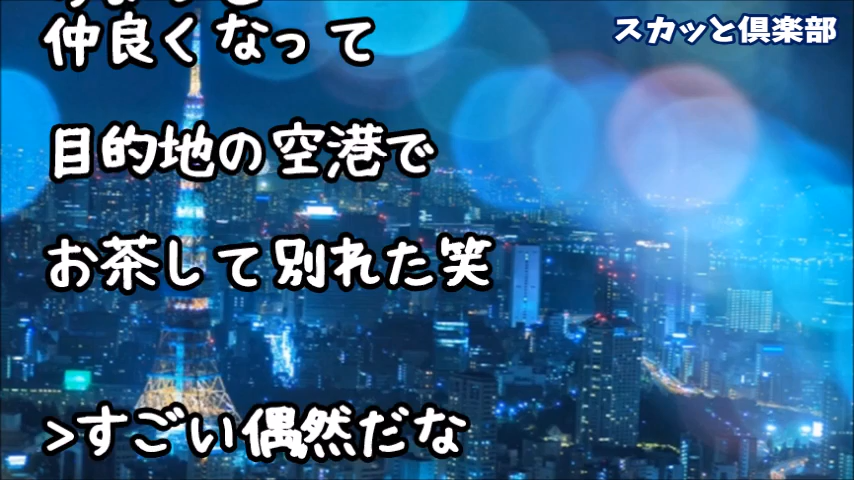 スカッと倶楽部
仲良くなって
目的地の空港で
お茶して別れた笑
>すごい偶然だな